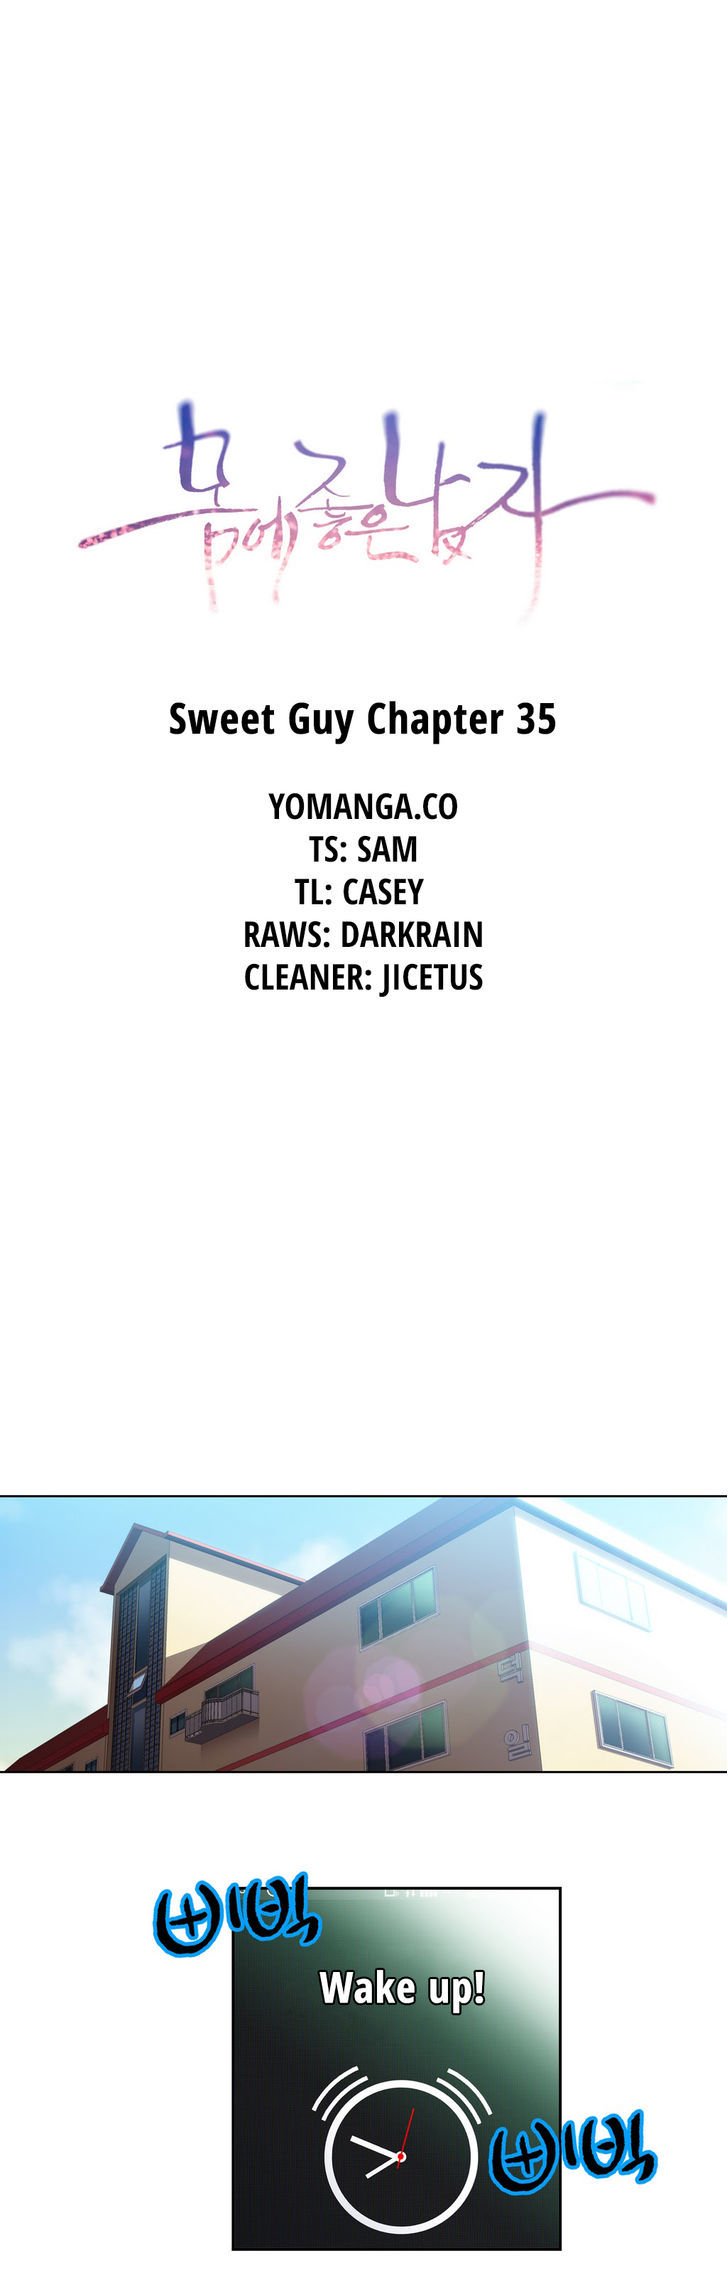 몸에좋은남자
Sweet Guy Chapter 35
YOMANGA.CO
TS: SAM
TL: CASEY
RAWS: DARKRAIN
CLEANER: JICETUS
덕
일
삐빅
Wake up!
삐빅